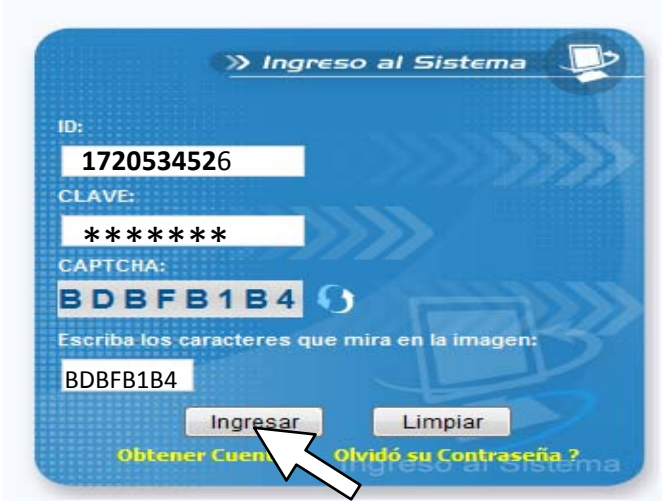 Ingreso al Sistema
ID:
1720534526
CLAVE:
*******
CAPTCHA:
BDBFB1B4
Escriba los caracteres que mira en la imagen:
BDBFB1B4
Ingresar Limpiar
Obtener Olvidó su Contraseña ?
Ingreso al Sistema